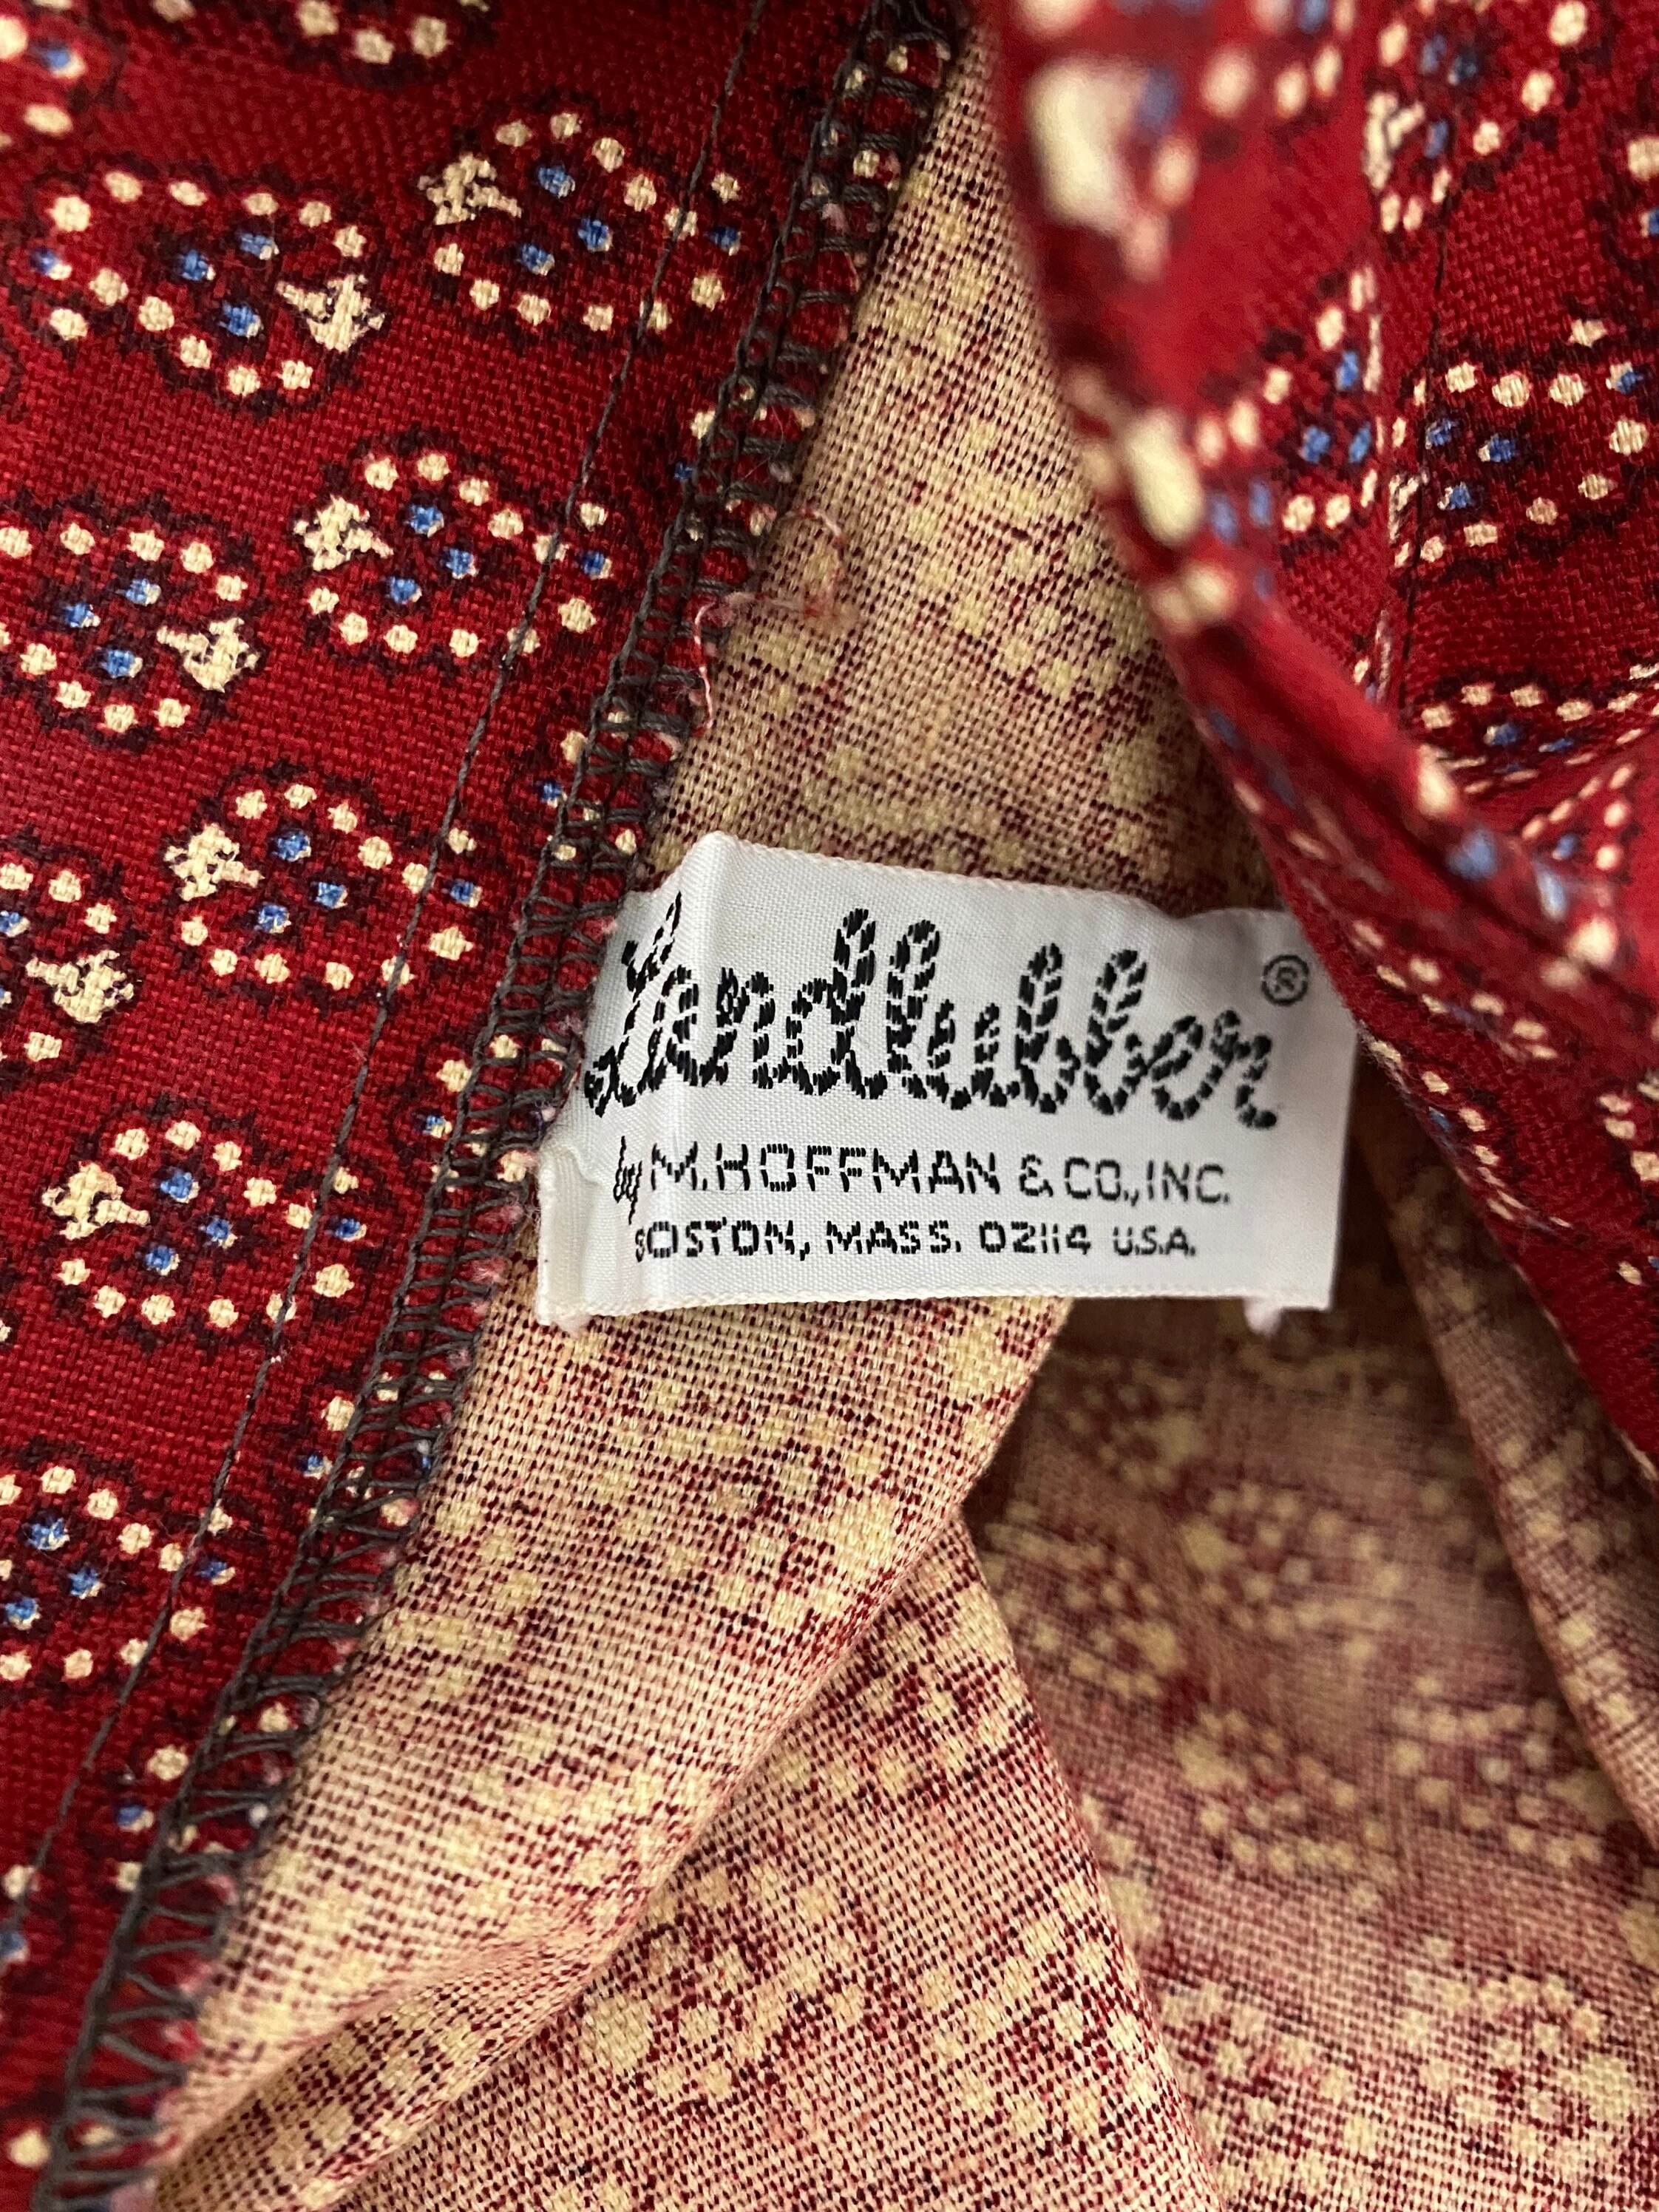 Landlubber®
by M. HOFFMAN & CO., INC.
BOSTON, MASS. 02114 U.S.A.